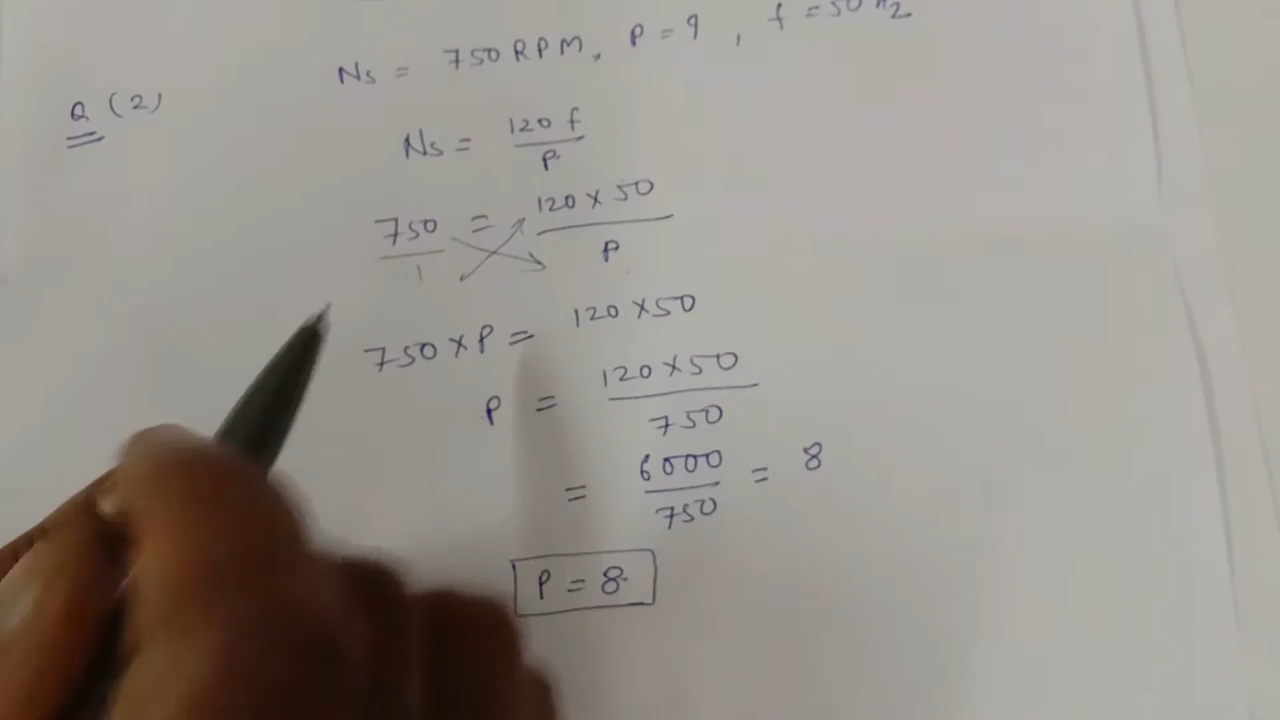 Ns = 750 RPM, P = 9, f = 50 Hz
Q (2)
Ns = 120 f / P
750 / 1 = 120 x 50 / P
750 x P = 120 x 50
P = 120 x 50 / 750
= 6000 / 750 = 8
P = 8